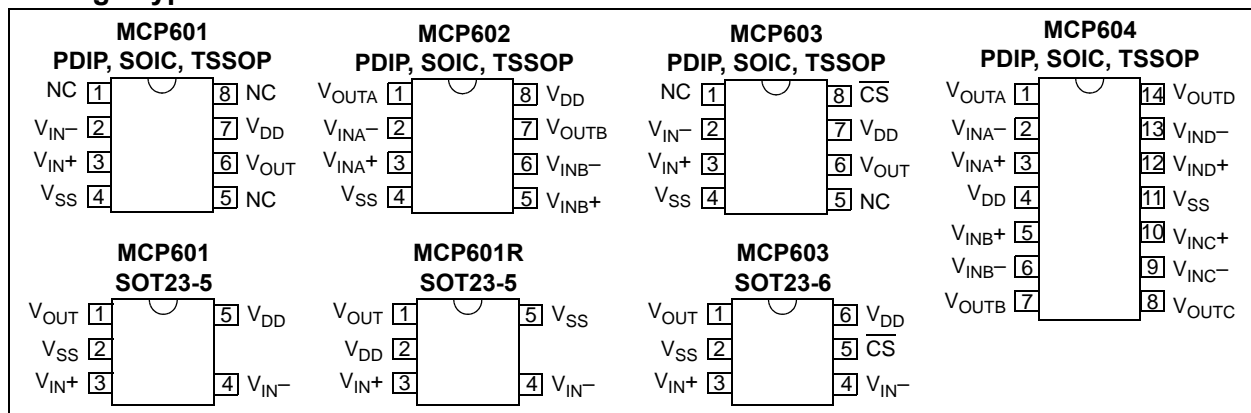 MCP601
PDIP, SOIC, TSSOP
NC 1 8 NC
VIN– 2 7 VDD
VIN+ 3 6 VOUT
VSS 4 5 NC
MCP602
PDIP, SOIC, TSSOP
VOUTA 1 8 VDD
VINA– 2 7 VOUTB
VINA+ 3 6 VINB–
VSS 4 5 VINB+
MCP603
PDIP, SOIC, TSSOP
NC 1 8 CS
VIN– 2 7 VDD
VIN+ 3 6 VOUT
VSS 4 5 NC
MCP604
PDIP, SOIC, TSSOP
VOUTA 1 14 VOUTD
VINA– 2 13 VIND–
VINA+ 3 12 VIND+
VDD 4 11 VSS
VINB+ 5 10 VINC+
VINB– 6 9 VINC–
VOUTB 7 8 VOUTC
MCP601
SOT23-5
VOUT 1 5 VDD
VSS 2
VIN+ 3 4 VIN–
MCP601R
SOT23-5
VOUT 1 5 VSS
VDD 2
VIN+ 3 4 VIN–
MCP603
SOT23-6
VOUT 1 6 VDD
VSS 2 5 CS
VIN+ 3 4 VIN–